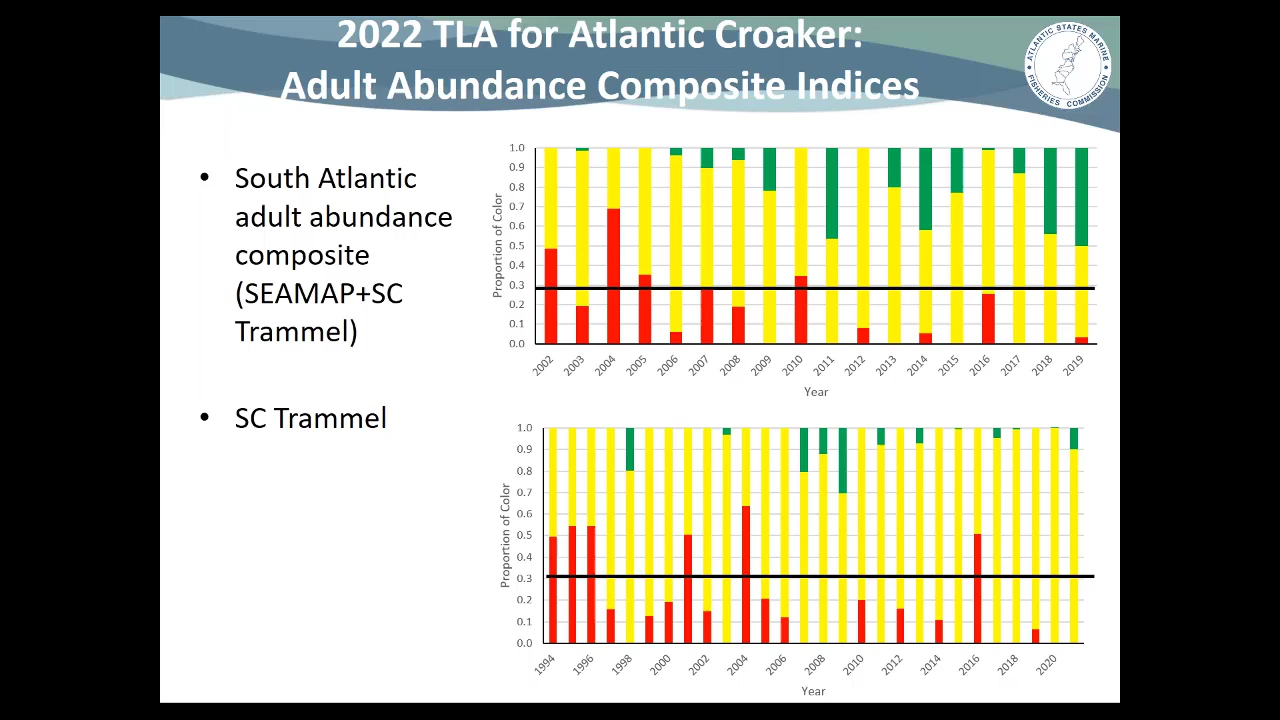 2022 TLA for Atlantic Croaker:
Adult Abundance Composite Indices
ATLANTIC STATES MARINE
FISHERIES COMMISSION
• South Atlantic
adult abundance
composite
(SEAMAP+SC
Trammel)
• SC Trammel
Proportion of Color
1.0
0.9
0.8
0.7
0.6
0.5
0.4
0.3
0.2
0.1
0.0
2002 2003 2004 2005 2006 2007 2008 2009 2010 2011 2012 2013 2014 2015 2016 2017 2018 2019
Year
Proportion of Color
1.0
0.9
0.8
0.7
0.6
0.5
0.4
0.3
0.2
0.1
0.0
1994 1996 1998 2000 2002 2004 2006 2008 2010 2012 2014 2016 2018 2020
Year